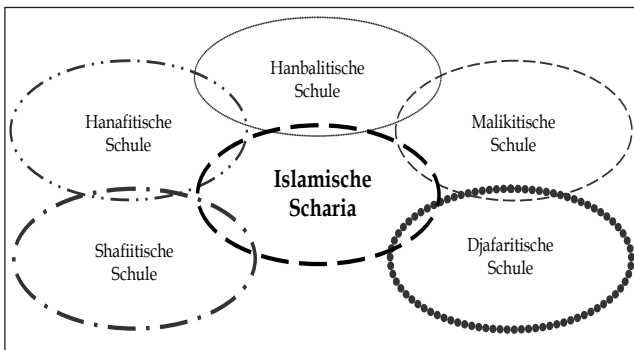 Hanbalitische
Schule
Hanafitische
Schule
Malikitische
Schule
Islamische
Scharia
Shafiitische
Schule
Djafaritische
Schule